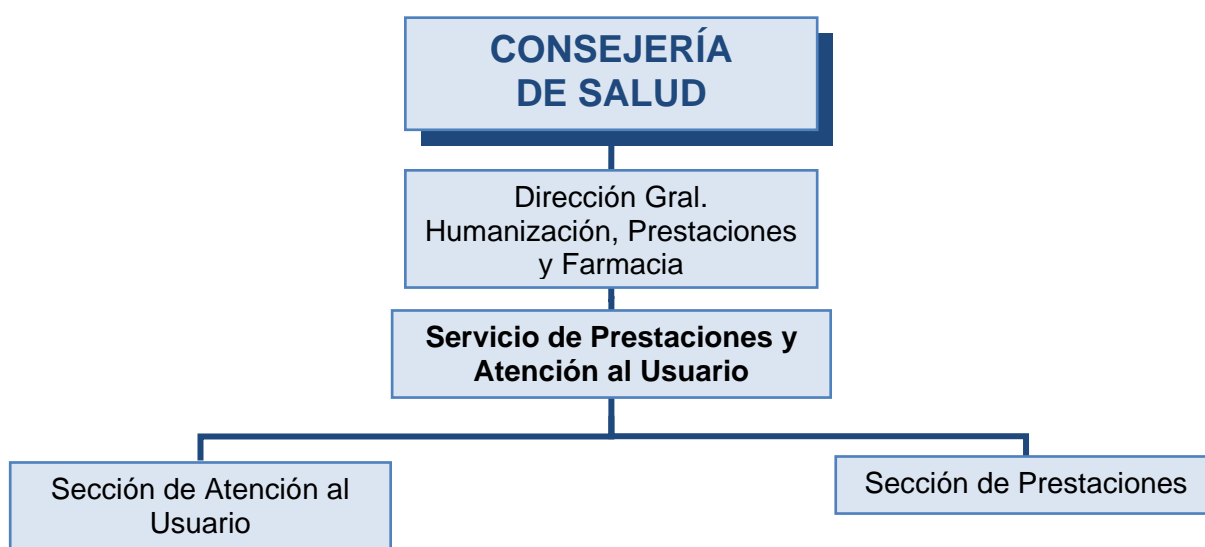 CONSEJERÍA
DE SALUD
Dirección Gral.
Humanización, Prestaciones
y Farmacia
Servicio de Prestaciones y
Atención al Usuario
Sección de Atención al
Usuario
Sección de Prestaciones